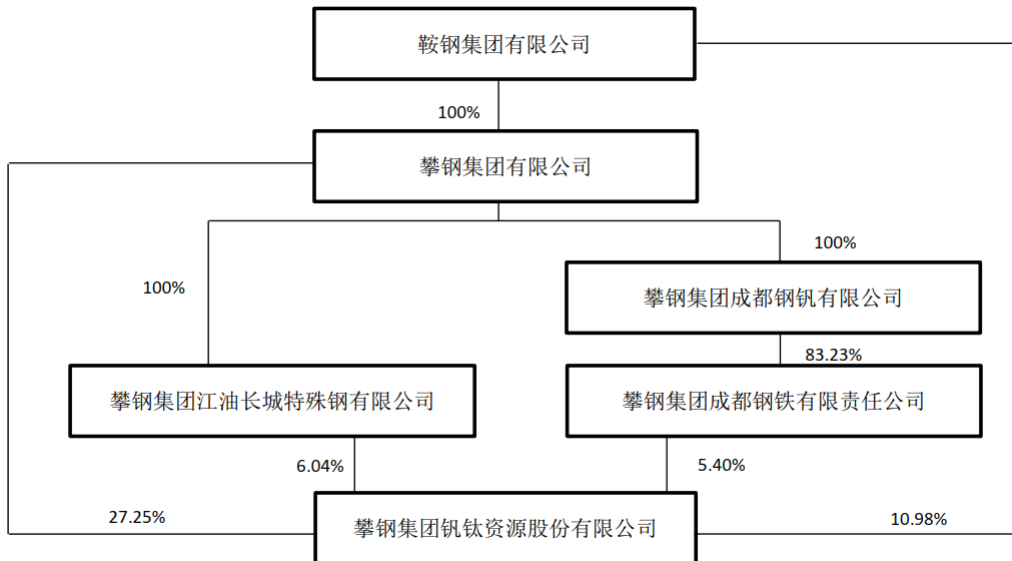 鞍钢集团有限公司
100%
攀钢集团有限公司
100%
100%
攀钢集团成都钢钒有限公司
83.23%
攀钢集团江油长城特殊钢有限公司
攀钢集团成都钢铁有限责任公司
6.04%
5.40%
27.25%
攀钢集团钒钛资源股份有限公司
10.98%